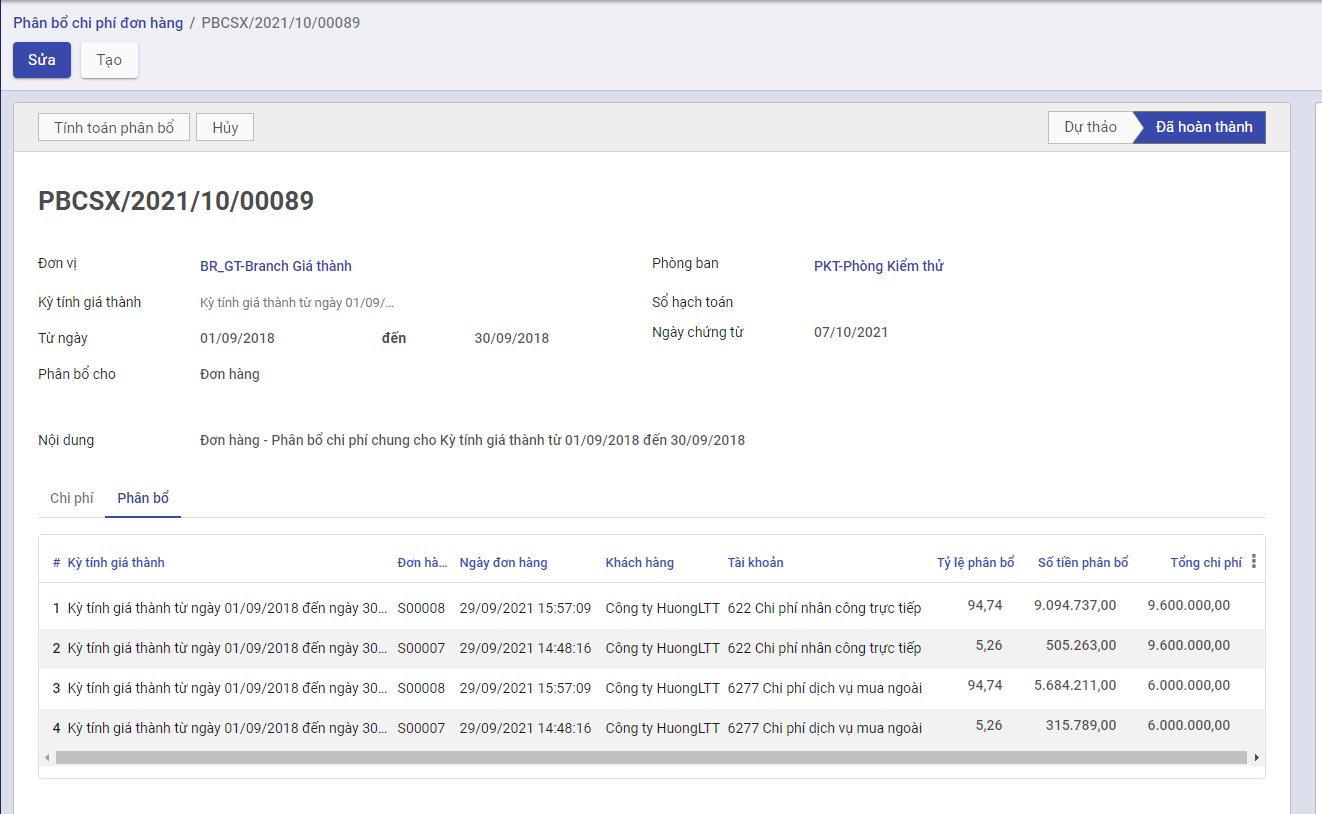 Phân bổ chi phí đơn hàng / PBCSX/2021/10/00089
Sửa Tạo
Tính toán phân bổ Hủy Dự thảo Đã hoàn thành
PBCSX/2021/10/00089
Đơn vị BR_GT-Branch Giá thành Phòng ban PKT-Phòng Kiểm thử
Kỳ tính giá thành Kỳ tính giá thành từ ngày 01/09/... Sổ hạch toán
Từ ngày 01/09/2018 đến 30/09/2018 Ngày chứng từ 07/10/2021
Phân bổ cho Đơn hàng
Nội dung Đơn hàng - Phân bổ chi phí chung cho Kỳ tính giá thành từ 01/09/2018 đến 30/09/2018
Chi phí Phân bổ
# Kỳ tính giá thành Đơn hà... Ngày đơn hàng Khách hàng Tài khoản Tỷ lệ phân bổ Số tiền phân bổ Tổng chi phí
1 Kỳ tính giá thành từ ngày 01/09/2018 đến ngày 30... S00008 29/09/2021 15:57:09 Công ty HuongLTT 622 Chi phí nhân công trực tiếp 94,74 9.094.737,00 9.600.000,00
2 Kỳ tính giá thành từ ngày 01/09/2018 đến ngày 30... S00007 29/09/2021 14:48:16 Công ty HuongLTT 622 Chi phí nhân công trực tiếp 5,26 505.263,00 9.600.000,00
3 Kỳ tính giá thành từ ngày 01/09/2018 đến ngày 30... S00008 29/09/2021 15:57:09 Công ty HuongLTT 6277 Chi phí dịch vụ mua ngoài 94,74 5.684.211,00 6.000.000,00
4 Kỳ tính giá thành từ ngày 01/09/2018 đến ngày 30... S00007 29/09/2021 14:48:16 Công ty HuongLTT 6277 Chi phí dịch vụ mua ngoài 5,26 315.789,00 6.000.000,00